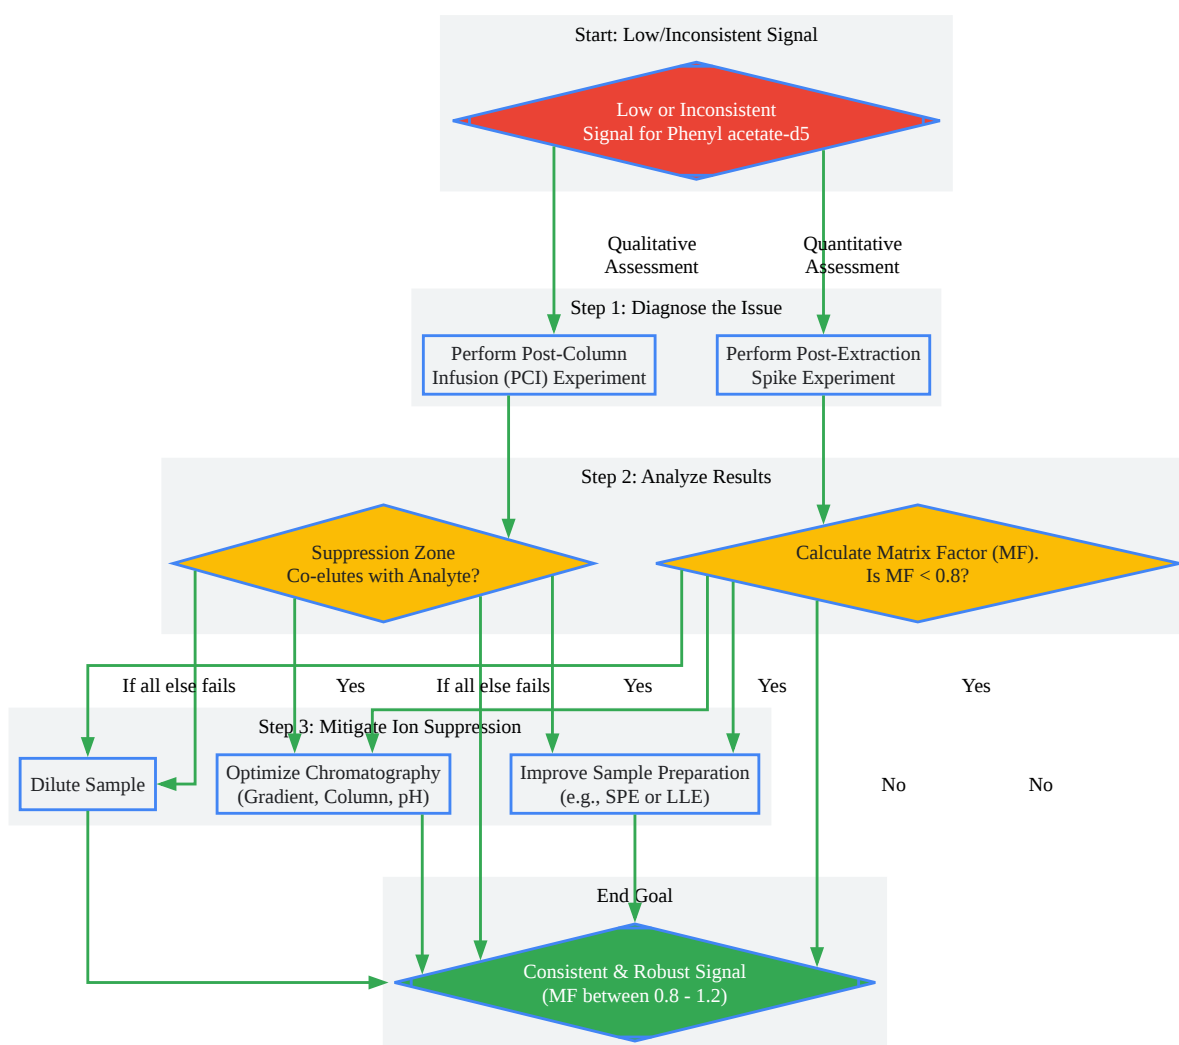 Start: Low/Inconsistent Signal
Low or Inconsistent
Signal for Phenyl acetate-d5
Qualitative
Assessment
Quantitative
Assessment
Step 1: Diagnose the Issue
Perform Post-Column
Infusion (PCI) Experiment
Perform Post-Extraction
Spike Experiment
Step 2: Analyze Results
Suppression Zone
Co-elutes with Analyte?
Calculate Matrix Factor (MF).
Is MF < 0.8?
If all else fails
Yes
If all else fails
Yes
Yes
Yes
Step 3: Mitigate Ion Suppression
Dilute Sample
Optimize Chromatography
(Gradient, Column, pH)
Improve Sample Preparation
(e.g., SPE or LLE)
No
No
End Goal
Consistent & Robust Signal
(MF between 0.8 - 1.2)